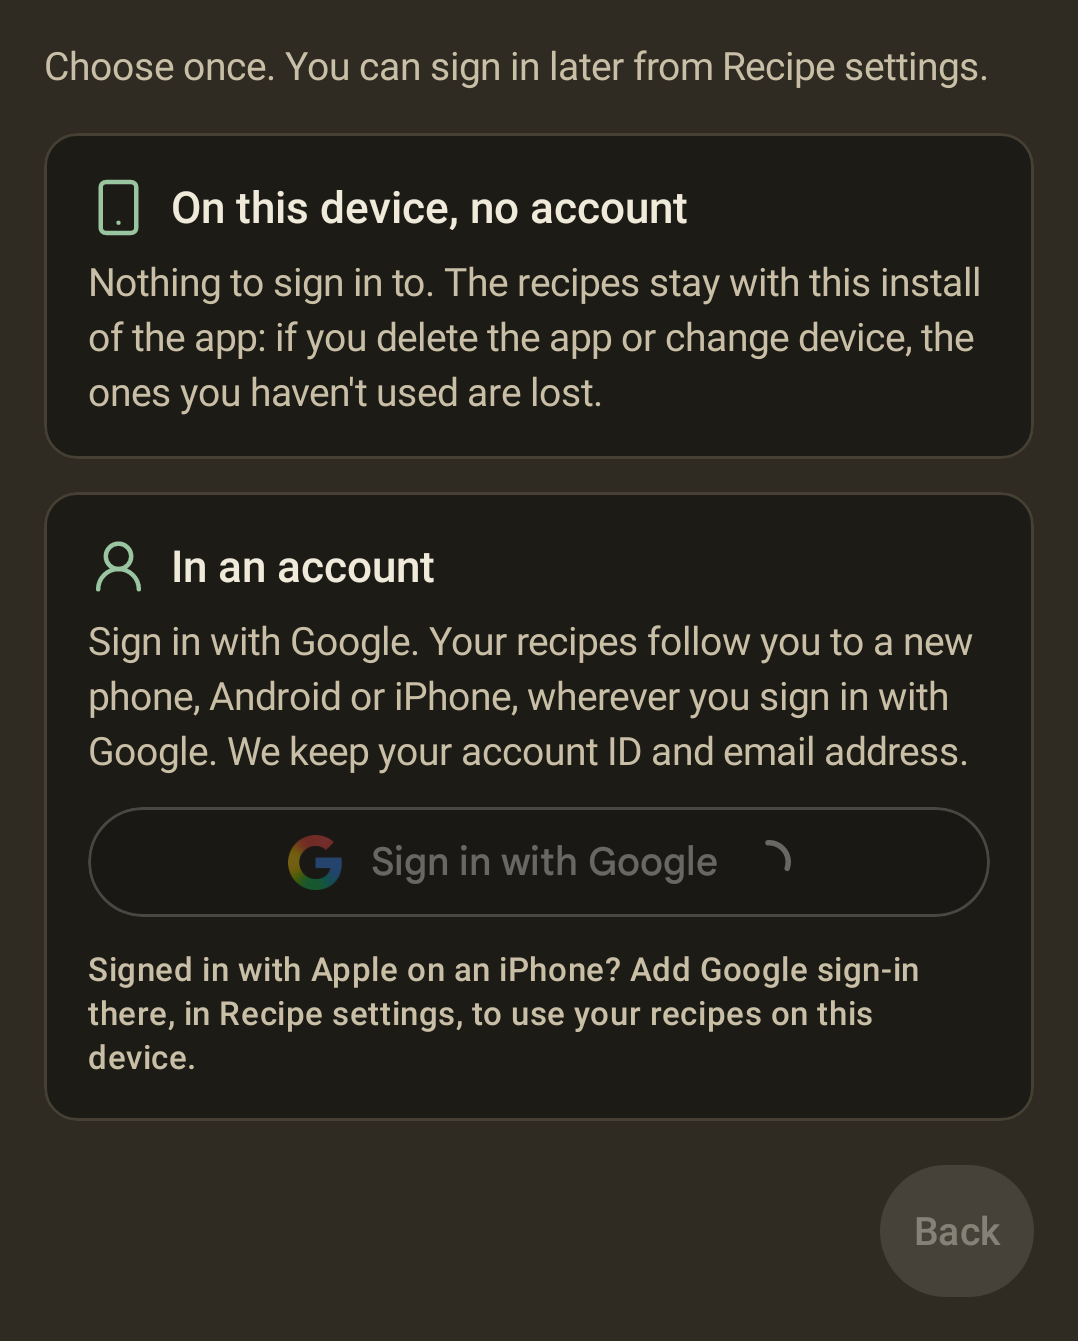 Choose once. You can sign in later from Recipe settings.
On this device, no account
Nothing to sign in to. The recipes stay with this install
of the app: if you delete the app or change device, the
ones you haven't used are lost.
In an account
Sign in with Google. Your recipes follow you to a new
phone, Android or iPhone, wherever you sign in with
Google. We keep your account ID and email address.
Sign in with Google
Signed in with Apple on an iPhone? Add Google sign-in
there, in Recipe settings, to use your recipes on this
device.
Back